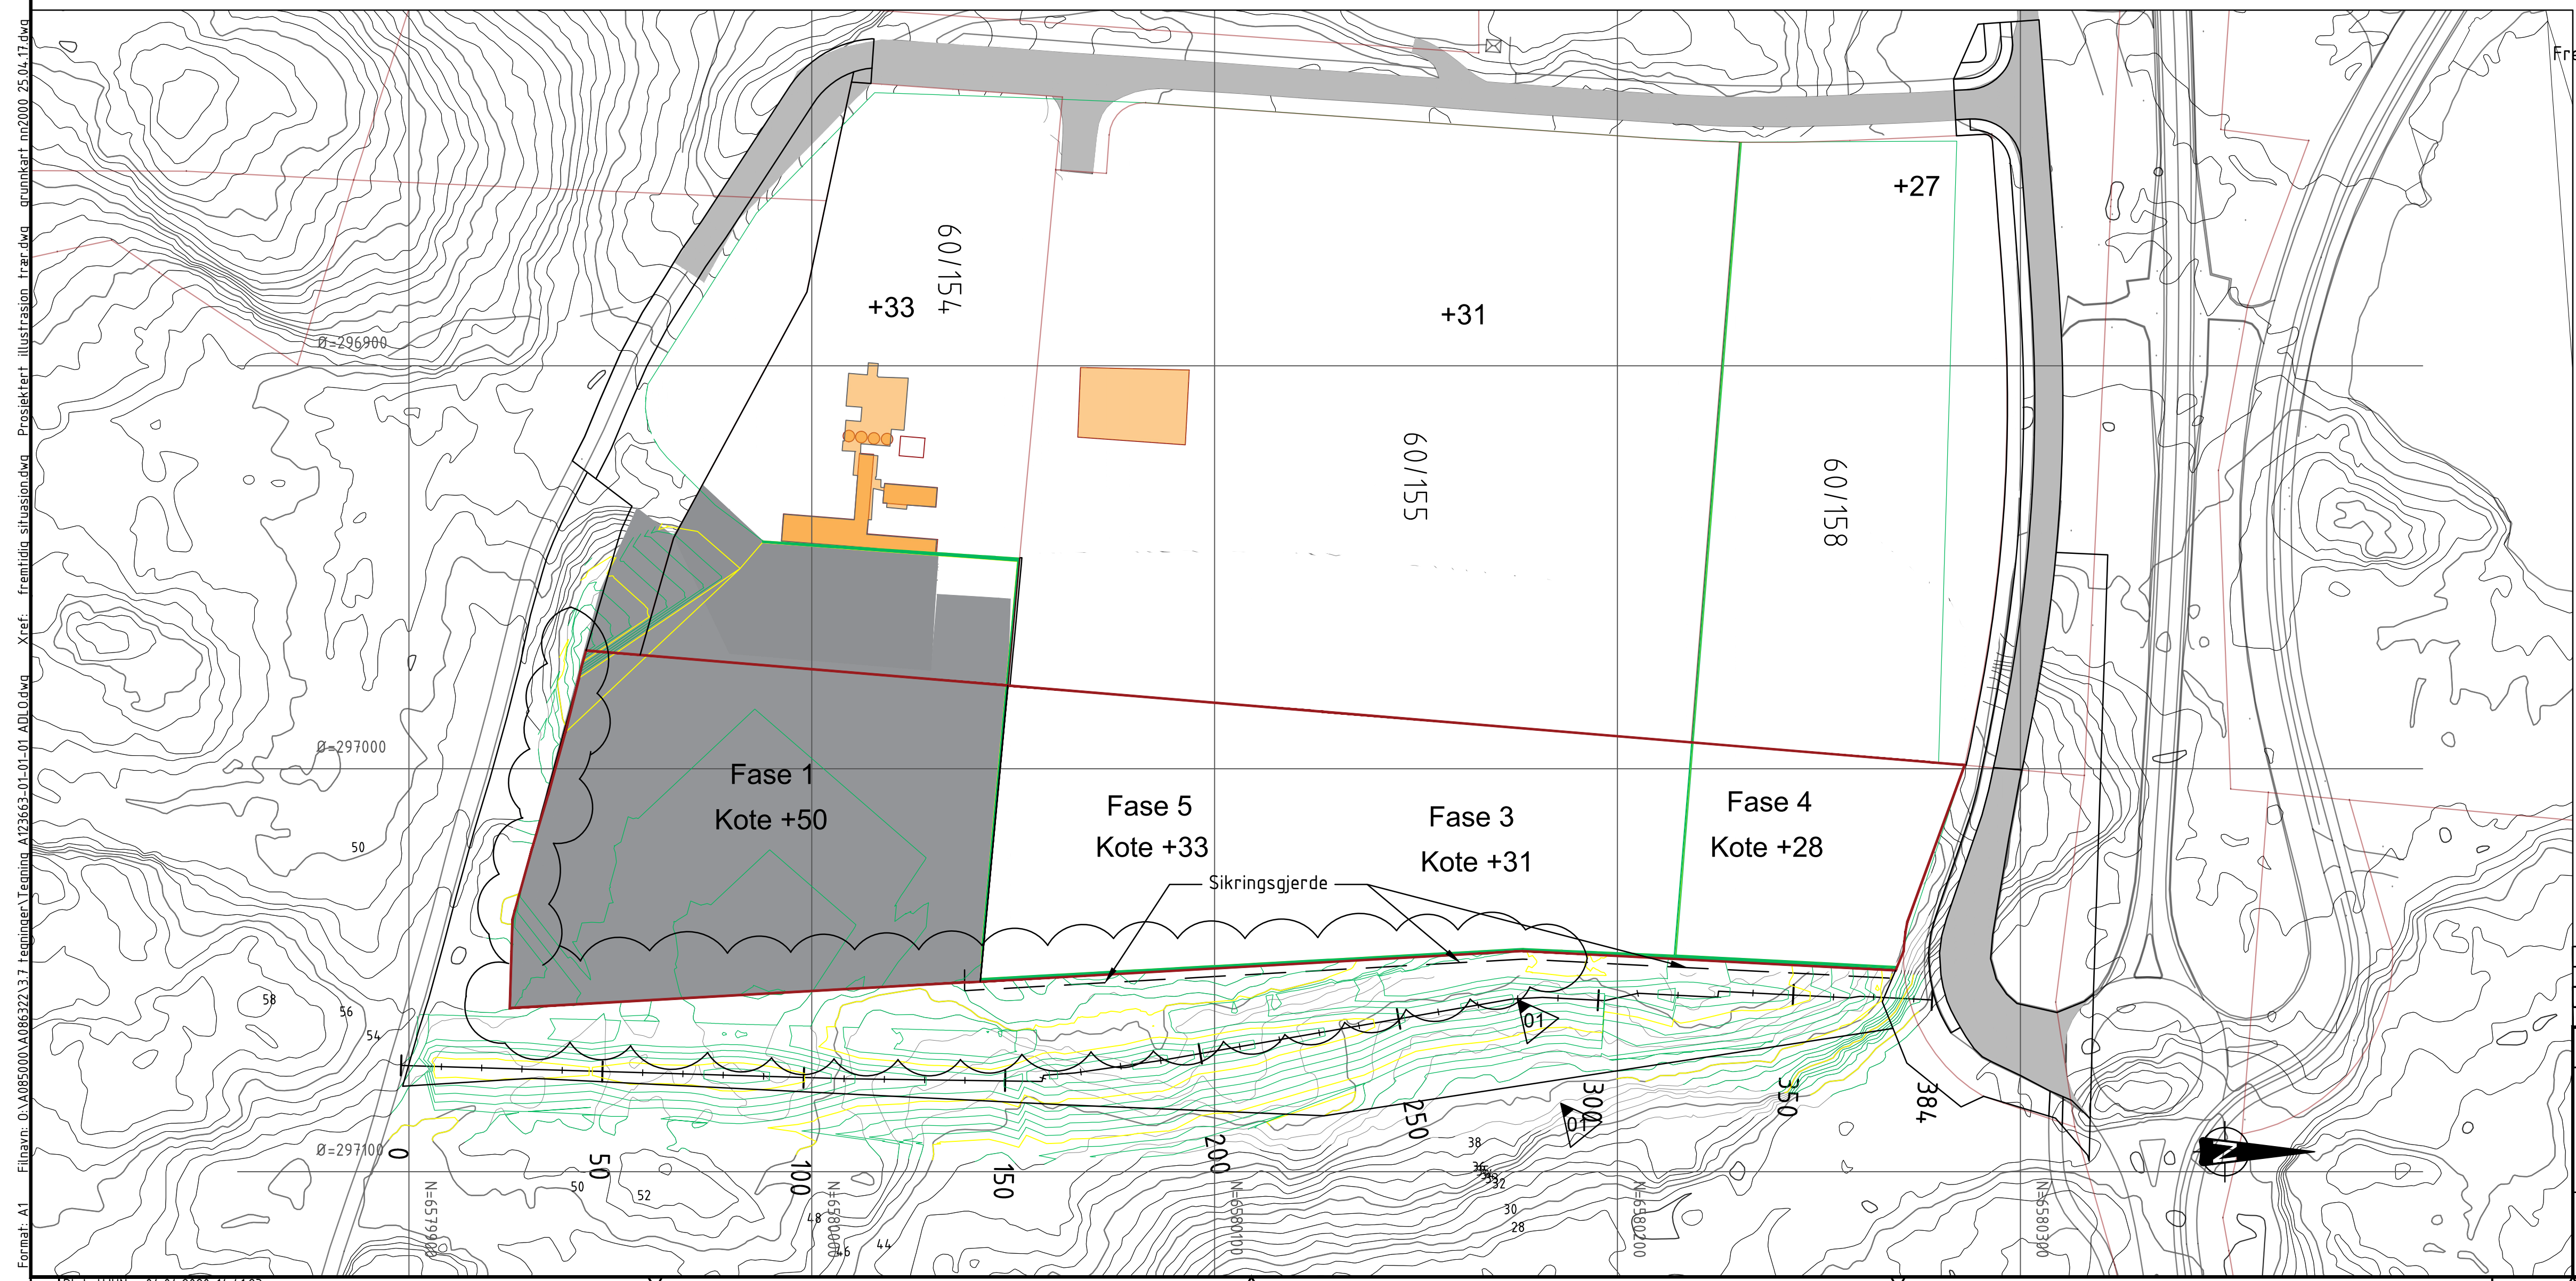 Format: A1 Filnavn: O:\A085000\A086322\3.7 tegninger\Tegning A123663-01-01-01 ADLO.dwg Xref: fremtidig situasjon.dwg Prosjektert illustrasjon trær.dwg grunnkart nn2000 25.04.17.dwg
Fre
+27
60/154
+33
+31
Ø=296900
60/155
60/158
Ø=297000
Fase 1
Kote +50
Fase 5
Kote +33
Fase 3
Kote +31
Fase 4
Kote +28
50
Sikringsgjerde
58
56
54
01
01
Ø=297100
0
50
100
150
200
250
300
350
384
38
32
30
28
50
52
48
46
44
N
N=6579900
N=6580000
N=6580100
N=6580200
N=6580300